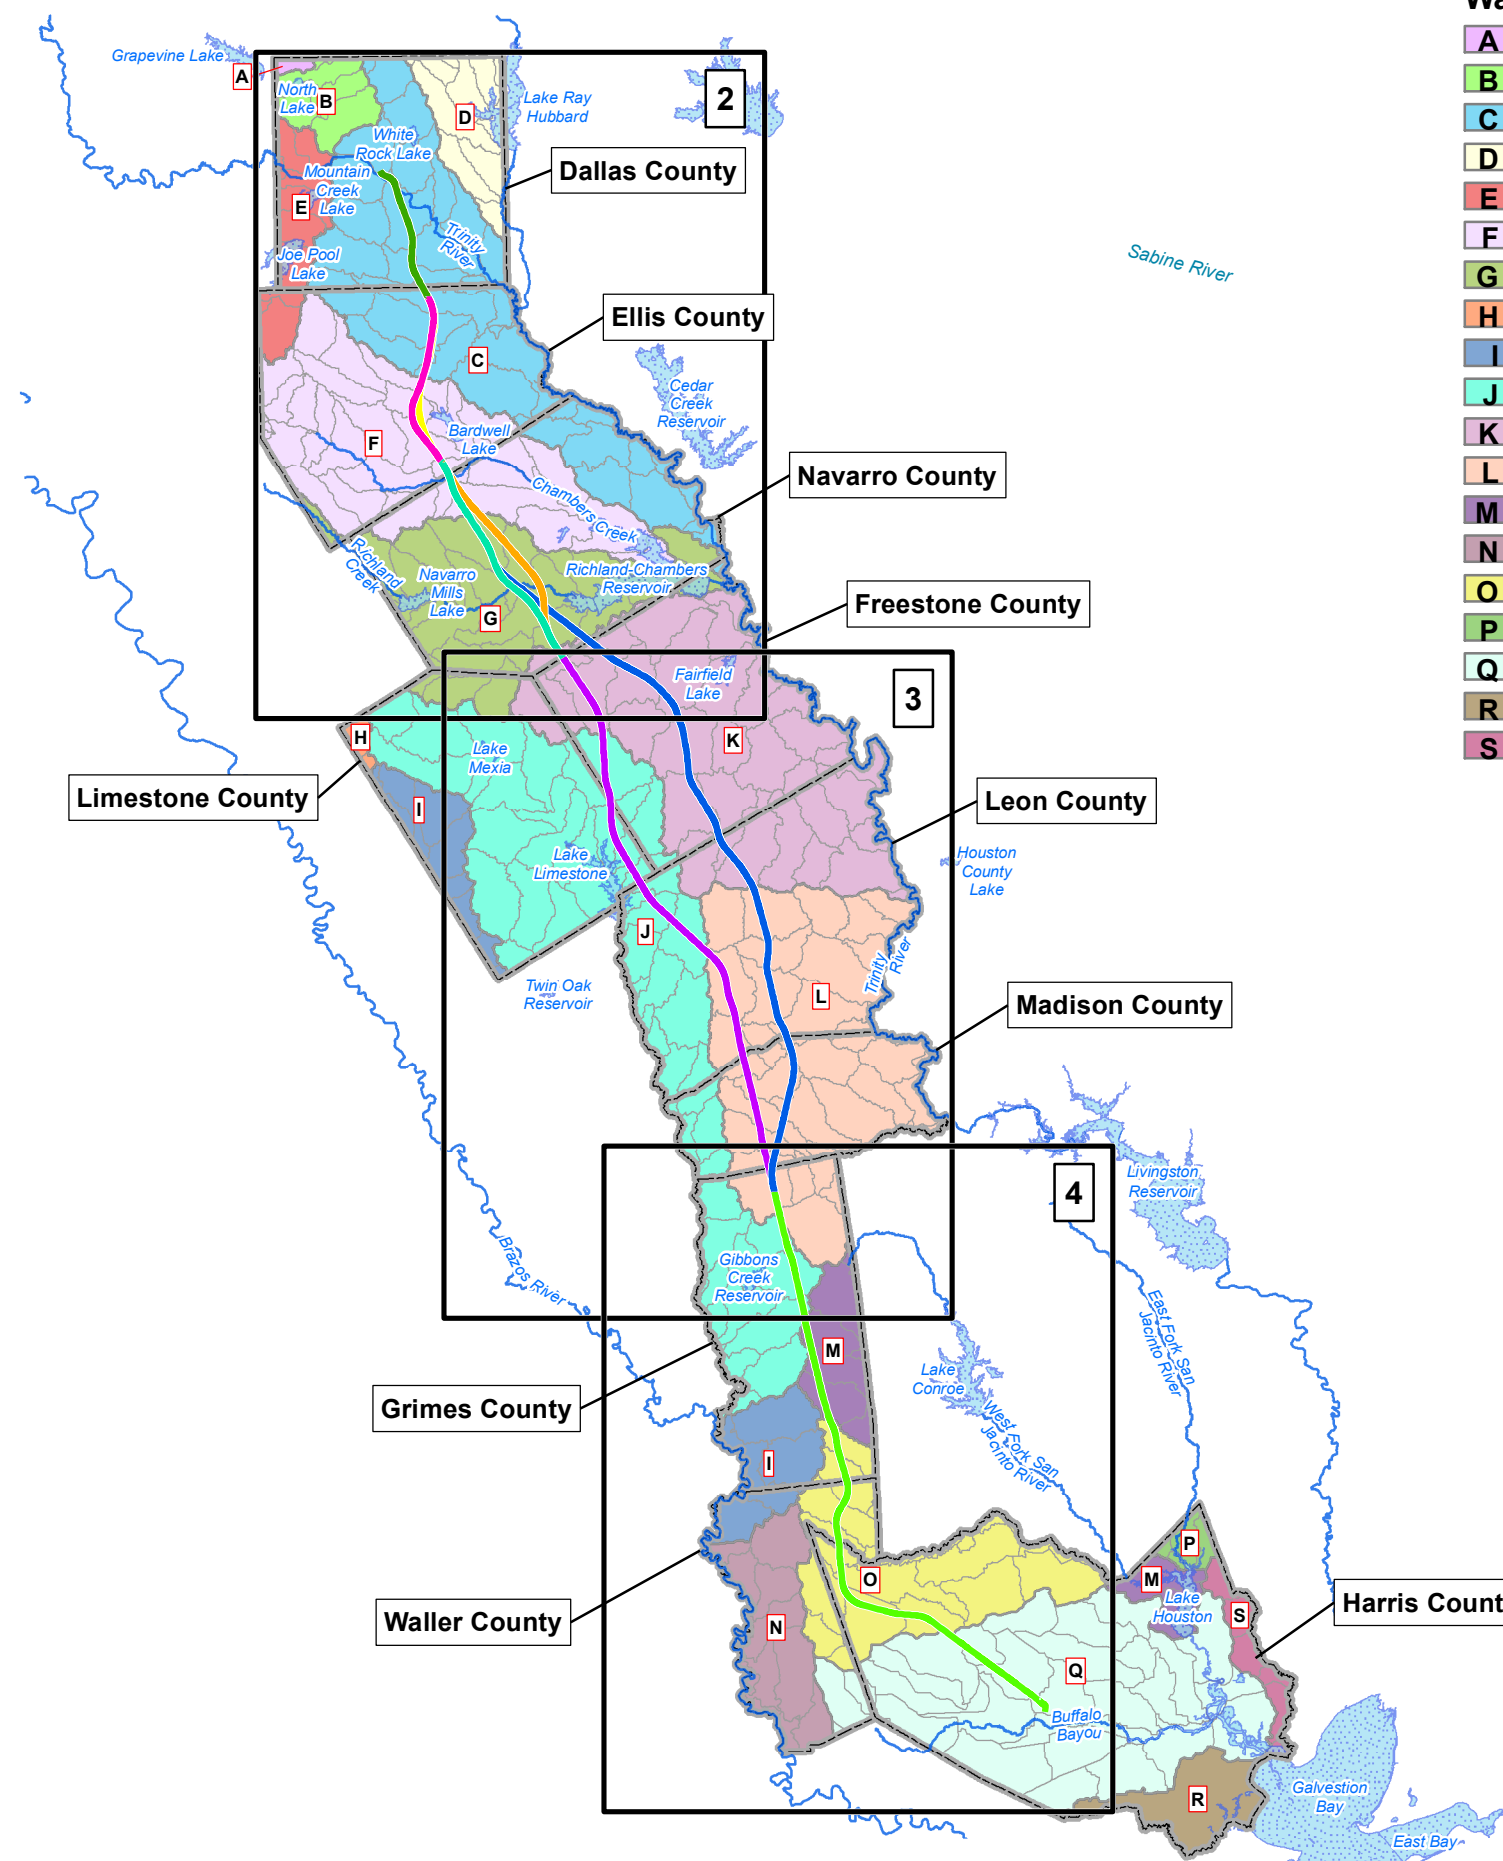 Wa
A
B
C
D
E
F
G
H
I
J
K
L
M
N
O
P
Q
R
S
Grapevine Lake
A
North
Lake
B
2
D
Lake Ray
Hubbard
White
Rock Lake
Dallas County
Mountain
Creek
Lake
E
Trinity
River
Joe Pool
Lake
Sabine River
Ellis County
C
Cedar
Creek
Reservoir
F
Bardwell
Lake
Navarro County
Chambers Creek
Richland
Creek
Navarro
Mills
Lake
Richland-Chambers
Reservoir
G
Freestone County
Fairfield
Lake
3
H
Lake
Mexia
K
Limestone County
I
Leon County
Lake
Limestone
Houston
County
Lake
J
Trinity
River
L
Twin Oak
Reservoir
Madison County
4
Livingston
Reservoir
Brazos River
Gibbons
Creek
Reservoir
East Fork San
Jacinto River
M
Lake
Conroe
Grimes County
West Fork San
Jacinto River
I
P
O
M
Lake
Houston
Harris Count
S
Waller County
N
Q
Buffalo
Bayou
R
Galvestion
Bay
East Bay